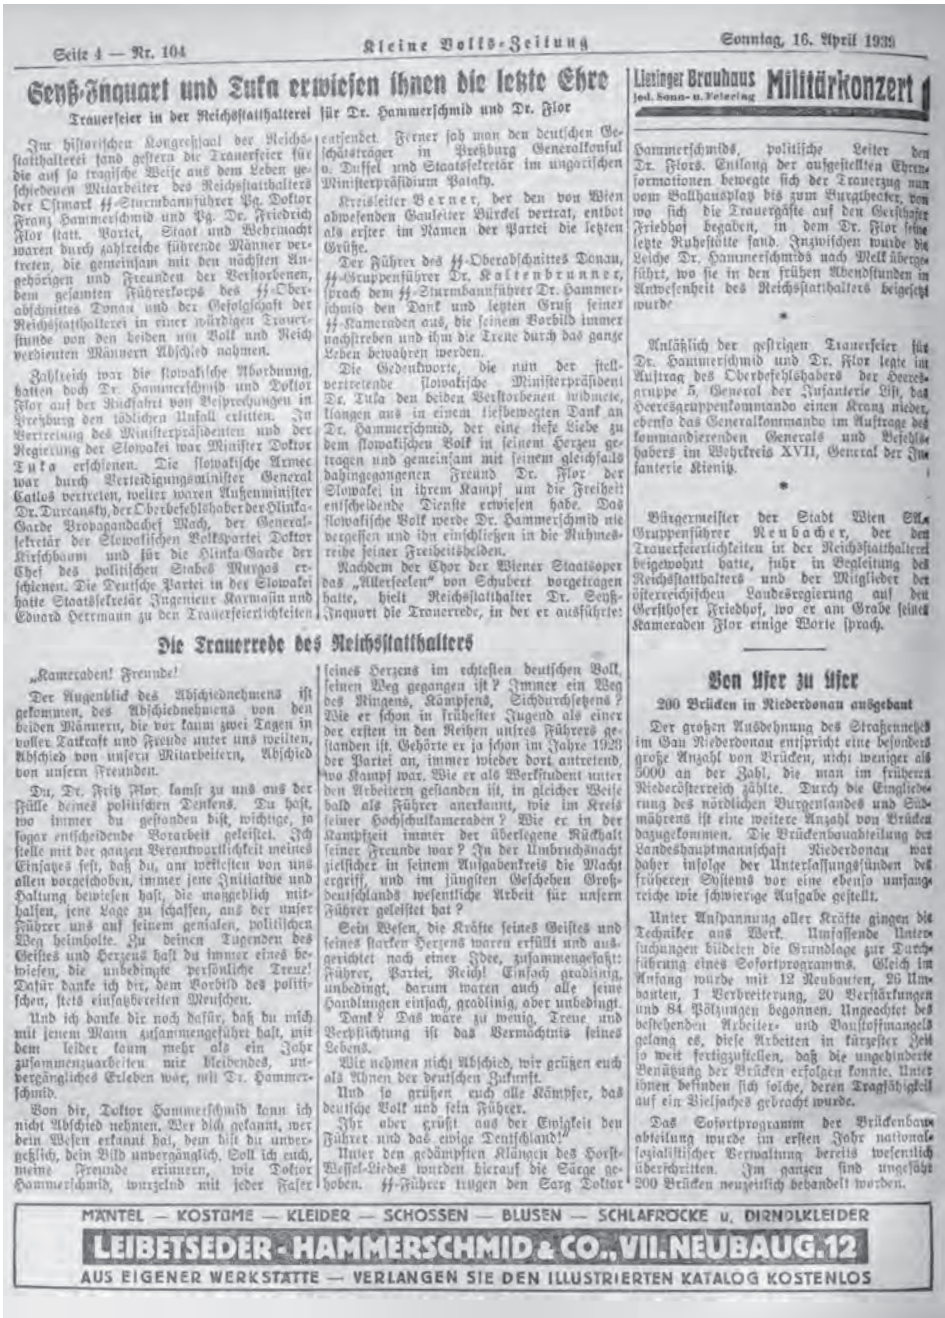 Seite 4 — Nr. 104
Kleine Volks-Zeitung
Sonntag, 16. April 1939
Seyß-Inquart und Tuka erwiesen ihnen die letzte Ehre
Trauerfeier in der Reichsstatthalterei für Dr. Hammerschmid und Dr. Flor
Im historischen Kongreßsaal der Reichs-
statthalterei fand gestern die Trauerfeier für
die auf so tragische Weise aus dem Leben ge-
schiedenen Mitarbeiter des Reichsstatthalters
der Ostmark SS-Sturmbannführer Pg. Doktor
Franz Hammerschmid und Pg. Dr. Friedrich
Flor statt. Partei, Staat und Wehrmacht
waren durch zahlreiche führende Männer ver-
treten, die gemeinsam mit den nächsten An-
gehörigen und Freunden der Verstorbenen,
dem gesamten Führerkorps des SS-Ober-
abschnittes Donau und der Gefolgschaft der
Reichsstatthalterei in einer würdigen Trauer-
stunde von den beiden um Volk und Reich
verdienten Männern Abschied nahmen.
Zahlreich war die slowakische Abordnung,
hatten doch Dr. Hammerschmid und Doktor
Flor auf der Rückfahrt von Besprechungen in
Preßburg den tödlichen Unfall erlitten. In
Vertretung des Ministerpräsidenten und der
Regierung der Slowakei war Minister Doktor
Tuka erschienen. Die slowakische Armee
war durch Verteidigungsminister General
Catlos vertreten, weiter waren Außenminister
Dr. Durcansky, der Oberbefehlshaber der Hlinka-
Garde Propagandachef Mach, der General-
sekretär der Slowakischen Volkspartei Doktor
Kirschbaum und für die Hlinka-Garde der
Chef des politischen Stabes Murgas er-
schienen. Die Deutsche Partei in der Slowakei
hatte Staatssekretär Ingenieur Karmasin und
Eduard Herrmann zu den Trauerfeierlichkeiten
entsendet. Ferner sah man den deutschen Ge-
schäftsträger in Preßburg Generalkonsul
v. Duffel und Staatssekretär im ungarischen
Ministerpräsidium Pataky.
Kreisleiter Berner, der den von Wien
abwesenden Gauleiter Bürckel vertrat, entbot
als erster im Namen der Partei die letzten
Grüße.
Der Führer des SS-Oberabschnittes Donau,
SS-Gruppenführer Dr. Kaltenbrunner,
sprach dem SS-Sturmbannführer Dr. Hammer-
schmid den Dank und letzten Gruß seiner
SS-Kameraden aus, die seinem Vorbild immer
nachstreben und ihm die Treue durch das ganze
Leben bewahren werden.
Die Gedenkworte, die nun der stell-
vertretende slowakische Ministerpräsident
Dr. Tuka den beiden Verstorbenen widmete,
klangen aus in einem tiefbewegten Dank an
Dr. Hammerschmid, der eine tiefe Liebe zu
dem slowakischen Volk in seinem Herzen ge-
tragen und gemeinsam mit seinem gleichfalls
dahingegangenen Freund Dr. Flor der
Slowakei in ihrem Kampf um die Freiheit
entscheidende Dienste erwiesen habe. Das
slowakische Volk werde Dr. Hammerschmid nie
vergessen und ihn einschließen in die Ruhmes-
reihe seiner Freiheitshelden.
Nachdem der Chor der Wiener Staatsoper
das „Allerseelen“ von Schubert vorgetragen
hatte, hielt Reichsstatthalter Dr. Seyß-
Inquart die Trauerrede, in der er ausführte:
Die Trauerrede des Reichsstatthalters
„Kameraden! Freunde!
Der Augenblick des Abschiednehmens ist
gekommen, des Abschiednehmens von den
beiden Männern, die vor kaum zwei Tagen in
voller Tatkraft und Freude unter uns weilten,
Abschied von unsern Mitarbeitern, Abschied
von unsern Freunden.
Du, Dr. Fritz Flor, kamst zu uns aus der
Fülle deines politischen Denkens. Du hast,
wo immer du gestanden bist, wichtige, ja
sogar entscheidende Vorarbeit geleistet. Ich
stelle mit der ganzen Verantwortlichkeit meines
Einsatzes fest, daß du, am weitesten von uns
allen vorgeschoben, immer jene Initiative und
Haltung bewiesen hast, die maßgeblich mit-
halfen, jene Lage zu schaffen, aus der unser
Führer uns auf seinem genialen, politischen
Weg heimholte. Zu deinen Tugenden des
Geistes und Herzens hast du immer eines be-
wiesen, die unbedingte persönliche Treue!
Dafür danke ich dir, dem Vorbild des politi-
schen, stets einsatzbereiten Menschen.
Und ich danke dir noch dafür, daß du mich
mit jenem Mann zusammengeführt hast, mit
dem leider kaum mehr als ein Jahr
zusammenzuarbeiten mir bleibendes, un-
vergängliches Erleben war, mit Dr. Hammer-
schmid.
Von dir, Doktor Hammerschmid kann ich
nicht Abschied nehmen. Wer dich gekannt, wer
dein Wesen erkannt hat, dem bist du unver-
geßlich, dein Bild unvergänglich. Soll ich euch,
meine Freunde erinnern, wie Doktor
Hammerschmid, wurzelnd mit jeder Faser
seines Herzens im echtesten deutschen Volk,
seinen Weg gegangen ist? Immer ein Weg
des Ringens, Kämpfens, Sichdurchsetzens?
Wie er schon in frühester Jugend als einer
der ersten in den Reihen unsres Führers ge-
standen ist. Gehörte er ja schon im Jahre 1923
der Partei an, immer wieder dort antretend,
wo Kampf war. Wie er als Werkstudent unter
den Arbeitern gestanden ist, in gleicher Weise
bald als Führer anerkannt, wie im Kreis
seiner Hochschulkameraden? Wie er in der
Kampfzeit immer der überlegene Rückhalt
seiner Freunde war? In der Umbruchsnacht
zielsicher in seinem Aufgabenkreis die Macht
ergriff, und im jüngsten Geschehen Groß-
deutschlands wesentliche Arbeit für unsern
Führer geleistet hat?
Sein Wesen, die Kräfte seines Geistes und
seines starken Herzens waren erfüllt und aus-
gerichtet nach einer Idee, zusammengefaßt:
Führer, Partei, Reich! Einfach gradlinig,
unbedingt, darum waren auch alle seine
Handlungen einfach, gradlinig, aber unbedingt.
Dank? Das wäre zu wenig, Treue und
Verpflichtung ist das Vermächtnis seines
Lebens.
Wir nehmen nicht Abschied, wir grüßen euch
als Ahnen der deutschen Zukunft.
Und so grüßen euch alle Kämpfer, das
deutsche Volk und sein Führer.
Ihr aber grüßt aus der Ewigkeit den
Führer und das ewige Deutschland!“
Unter den gedämpften Klängen des Horst-
Wessel-Liedes wurden hierauf die Särge ge-
hoben. SS-Führer trugen den Sarg Doktor
Liesinger Brauhaus
jed. Sonn- u. Feiertag
Militärkonzert
Hammerschmids, politische Leiter den
Dr. Flors. Entlang der aufgestellten Ehren-
formationen bewegte sich der Trauerzug nun
vom Ballhausplatz bis zum Burgtheater, von
wo sich die Trauergäste auf den Gersthofer
Friedhof begaben, in dem Dr. Flor seine
letzte Ruhestätte fand. Inzwischen wurde die
Leiche Dr. Hammerschmids nach Melk überge-
führt, wo sie in den frühen Abendstunden in
Anwesenheit des Reichsstatthalters beigesetzt
wurde
*
Anläßlich der gestrigen Trauerfeier für
Dr. Hammerschmid und Dr. Flor legte im
Auftrag des Oberbefehlshabers der Heeres-
gruppe 5, General der Infanterie List, das
Heeresgruppenkommando einen Kranz nieder,
ebenso das Generalkommando im Auftrage des
kommandierenden Generals und Befehls-
habers im Wehrkreis XVII, General der In-
fanterie Kienitz.
*
Bürgermeister der Stadt Wien SA-
Gruppenführer Neubacher, der den
Trauerfeierlichkeiten in der Reichsstatthalterei
beigewohnt hatte, fuhr in Begleitung des
Reichsstatthalters und der Mitglieder der
österreichischen Landesregierung auf den
Gersthofer Friedhof, wo er am Grabe seines
Kameraden Flor einige Worte sprach.
Von Ufer zu Ufer
200 Brücken in Niederdonau ausgebaut
Der großen Ausdehnung des Straßennetzes
im Gau Niederdonau entspricht eine besonders
große Anzahl von Brücken, nicht weniger als
5000 an der Zahl, die man im früheren
Niederösterreich zählte. Durch die Eingliede-
rung des nördlichen Burgenlandes und Süd-
mährens ist eine weitere Anzahl von Brücken
dazugekommen. Die Brückenbauabteilung der
Landeshauptmannschaft Niederdonau war
daher infolge der Unterlassungssünden des
früheren Systems vor eine ebenso umfang-
reiche wie schwierige Aufgabe gestellt.
Unter Anspannung aller Kräfte gingen die
Techniker ans Werk. Umfassende Unter-
suchungen bildeten die Grundlage zur Durch-
führung eines Sofortprogramms. Gleich im
Anfang wurde mit 12 Neubauten, 26 Um-
bauten, 1 Verbreiterung, 20 Verstärkungen
und 84 Pölzungen begonnen. Ungeachtet des
bestehenden Arbeiter- und Baustoffmangels
gelang es, diese Arbeiten in kürzester Zeit
so weit fertigzustellen, daß die ungehinderte
Benützung der Brücken erfolgen konnte. Unter
ihnen befinden sich solche, deren Tragfähigkeit
auf ein Vielfaches gebracht wurde.
Das Sofortprogramm der Brückenbau-
abteilung wurde im ersten Jahr national-
sozialistischer Verwaltung bereits wesentlich
überschritten. Im ganzen sind ungefähr
200 Brücken neuzeitlich behandelt worden.
MÄNTEL — KOSTÜME — KLEIDER — SCHOSSEN — BLUSEN — SCHLAFRÖCKE u. DIRNDLKLEIDER
LEIBETSEDER - HAMMERSCHMID & CO., VII. NEUBAUG. 12
AUS EIGENER WERKSTÄTTE — VERLANGEN SIE DEN ILLUSTRIERTEN KATALOG KOSTENLOS